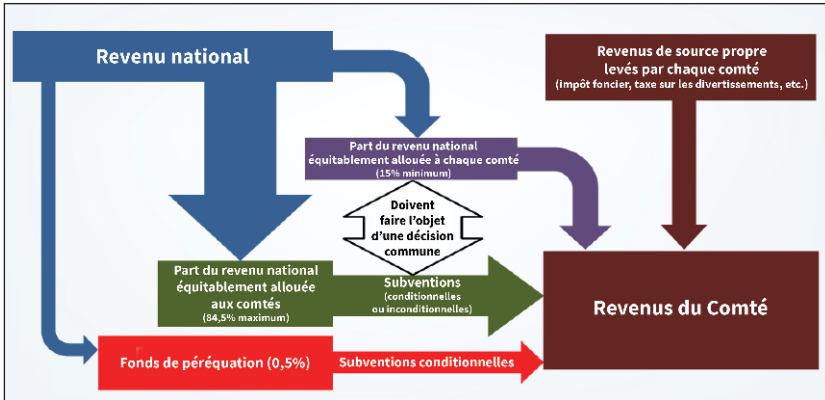 Revenu national
Revenus de source propre
levés par chaque comté
(impôt foncier, taxe sur les divertissements, etc.)
Part du revenu national
équitablement allouée à chaque comté
(15% minimum)
Doivent
faire l'objet
d'une décision
commune
Part du revenu national
équitablement allouée
aux comtés
(84,5% maximum)
Subventions
(conditionnelles
ou inconditionnelles)
Revenus du Comté
Fonds de péréquation (0,5%)
Subventions conditionnelles